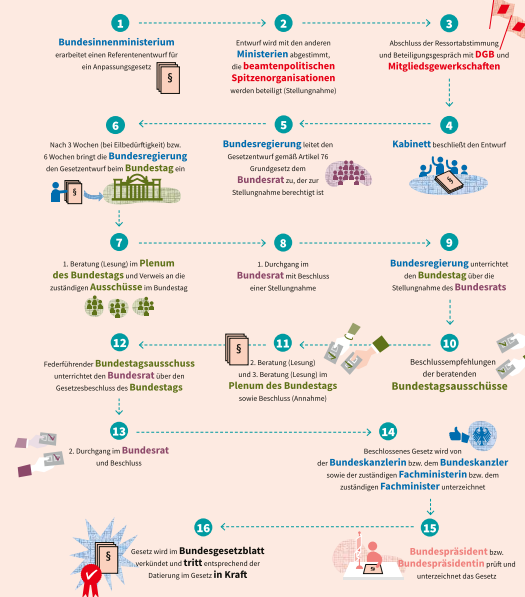 1
Bundesinnenministerium
erarbeitet einen Referentenentwurf für
ein Anpassungsgesetz
§
2
Entwurf wird mit den anderen
Ministerien abgestimmt,
die beamtenpolitischen
Spitzenorganisationen
werden beteiligt (Stellungnahme)
3
Abschluss der Ressortabstimmung
und Beteiligungsgespräch mit DGB und
Mitgliedsgewerkschaften
4
Kabinett beschließt den Entwurf
§
5
Bundesregierung leitet den
Gesetzentwurf gemäß Artikel 76
Grundgesetz dem
Bundesrat zu, der zur
Stellungnahme berechtigt ist
6
Nach 3 Wochen (bei Eilbedürftigkeit) bzw.
6 Wochen bringt die Bundesregierung
den Gesetzentwurf beim Bundestag ein
§
7
1. Beratung (Lesung) im Plenum
des Bundestags und Verweis an die
zuständigen Ausschüsse im Bundestag
8
1. Durchgang im
Bundesrat mit Beschluss
einer Stellungnahme
9
Bundesregierung unterrichtet
den Bundestag über die
Stellungnahme des Bundesrats
10
Beschlussempfehlungen
der beratenden
Bundestagsausschüsse
11
§
2. Beratung (Lesung)
und 3. Beratung (Lesung) im
Plenum des Bundestags
sowie Beschluss (Annahme)
12
Federführender Bundestagsausschuss
unterrichtet den Bundesrat über den
Gesetzesbeschluss des Bundestags
13
2. Durchgang im Bundesrat
und Beschluss
14
Beschlossenes Gesetz wird von
der Bundeskanzlerin bzw. dem Bundeskanzler
sowie der zuständigen Fachministerin bzw. dem
zuständigen Fachminister unterzeichnet
15
Bundespräsident bzw.
Bundespräsidentin prüft und
unterzeichnet das Gesetz
§
16
Gesetz wird im Bundesgesetzblatt
verkündet und tritt entsprechend der
Datierung im Gesetz in Kraft
§